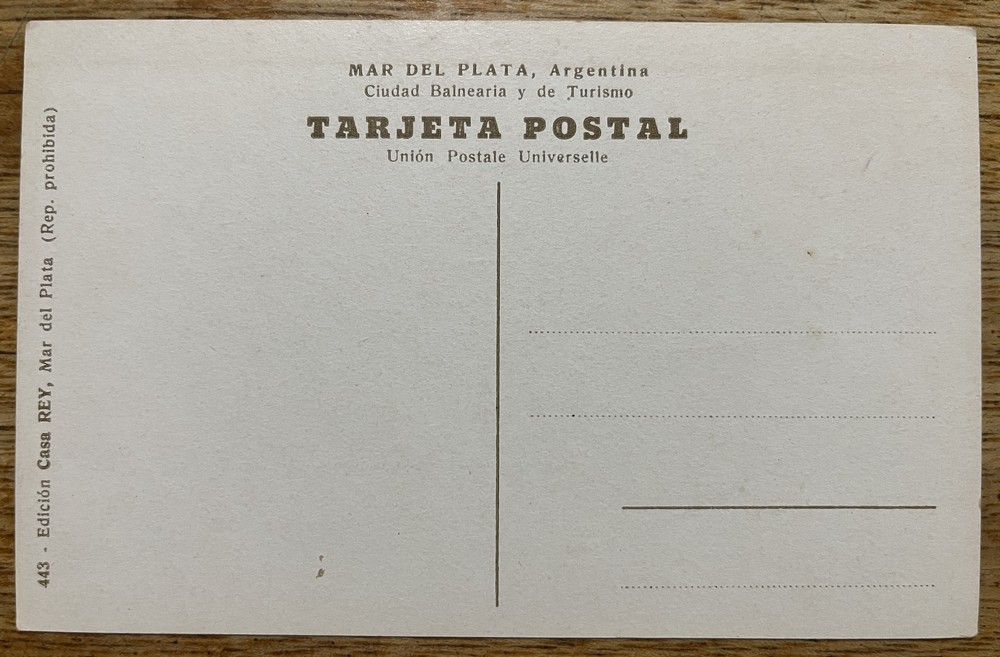 MAR DEL PLATA, Argentina
Ciudad Balnearia y de Turismo
TARJETA POSTAL
Unión Postale Universelle
443 - Edición Casa REY, Mar del Plata (Rep. prohibida)